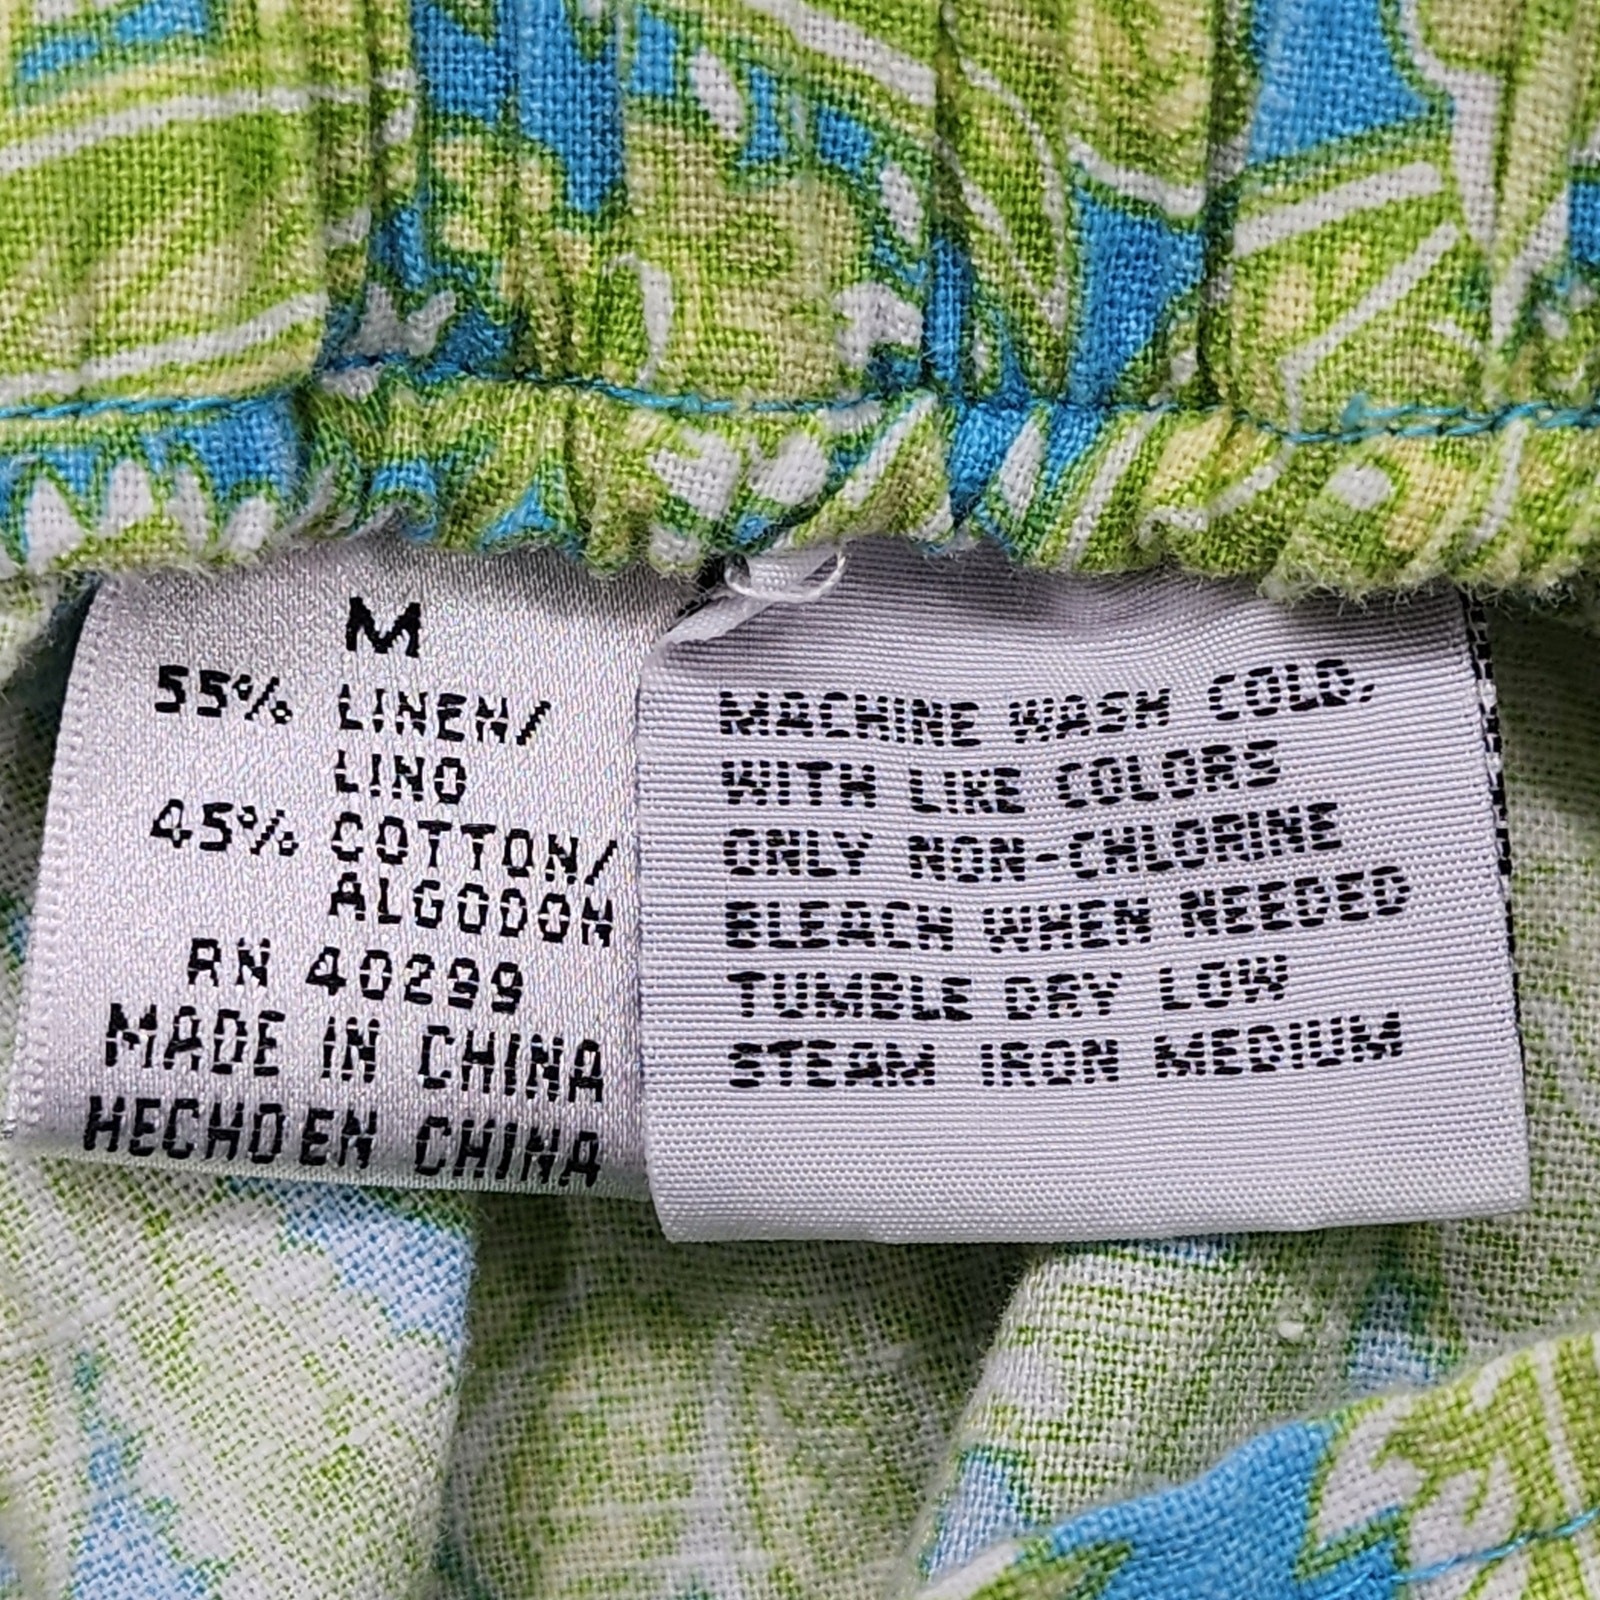 M
55% LINEN/
LINO
45% COTTON/
ALGODON
RN 40299
MADE IN CHINA
HECHO EN CHINA
MACHINE WASH COLD,
WITH LIKE COLORS
ONLY NON-CHLORINE
BLEACH WHEN NEEDED
TUMBLE DRY LOW
STEAM IRON MEDIUM